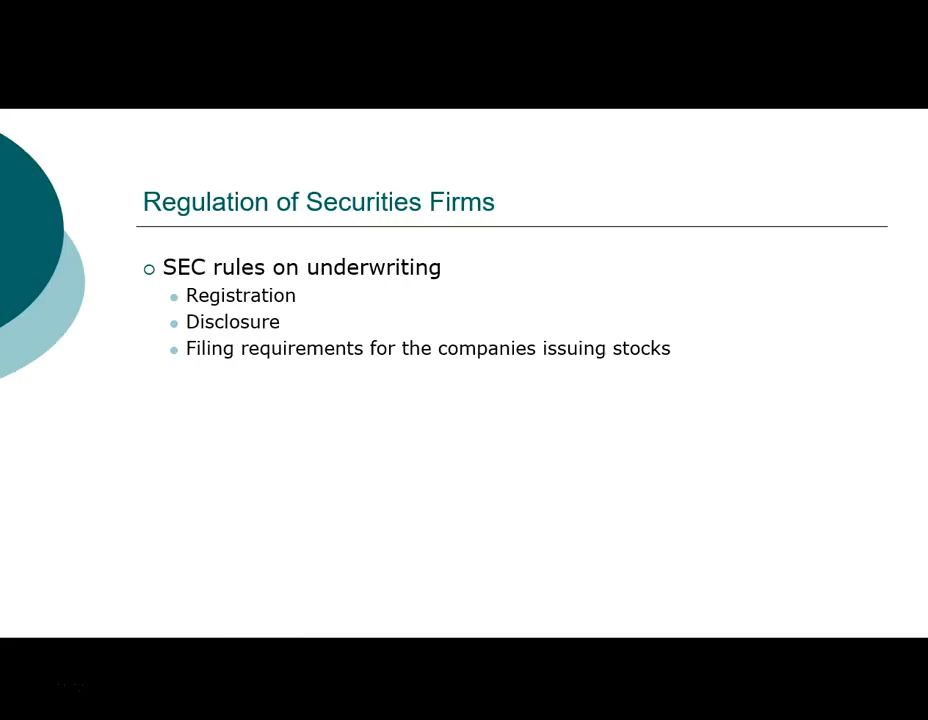 Regulation of Securities Firms
SEC rules on underwriting
Registration
Disclosure
Filing requirements for the companies issuing stocks